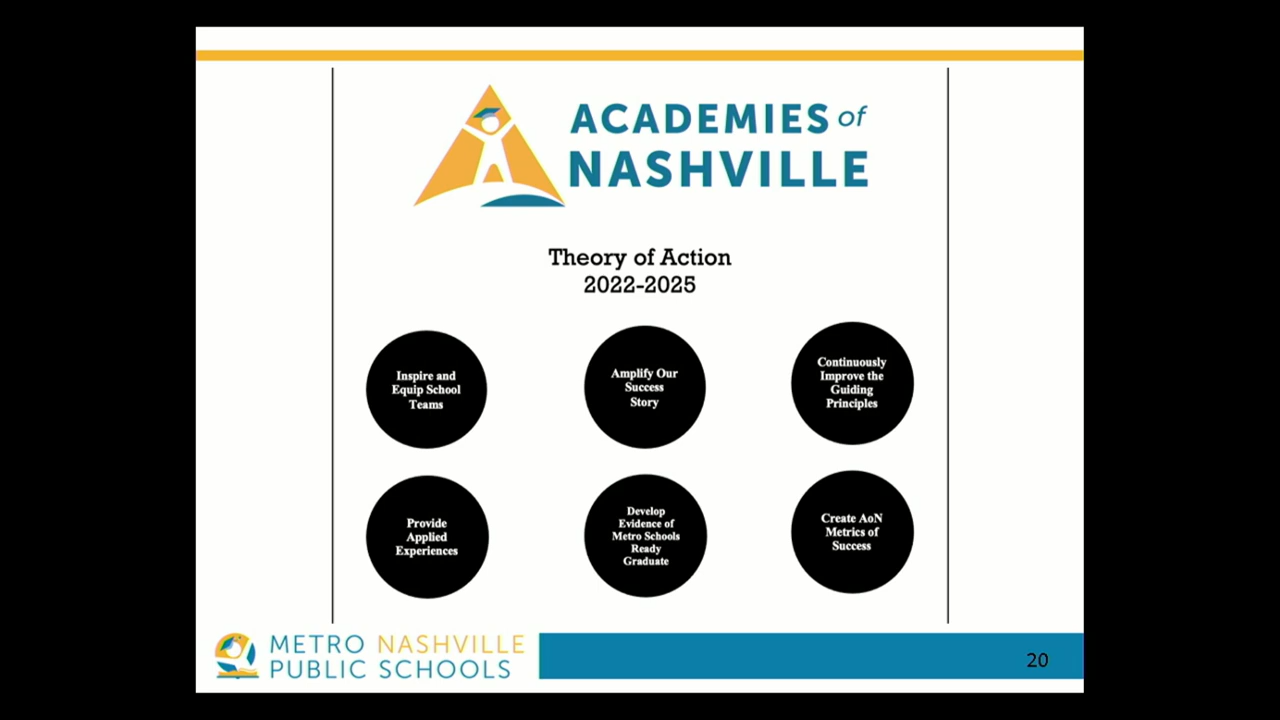 ACADEMIES of
NASHVILLE
Theory of Action
2022-2025
Inspire and
Equip School
Teams
Amplify Our
Success
Story
Continuously
Improve the
Guiding
Principles
Provide
Applied
Experiences
Develop
Evidence of
Metro Schools
Ready
Graduate
Create AoN
Metrics of
Success
METRO NASHVILLE
PUBLIC SCHOOLS
20